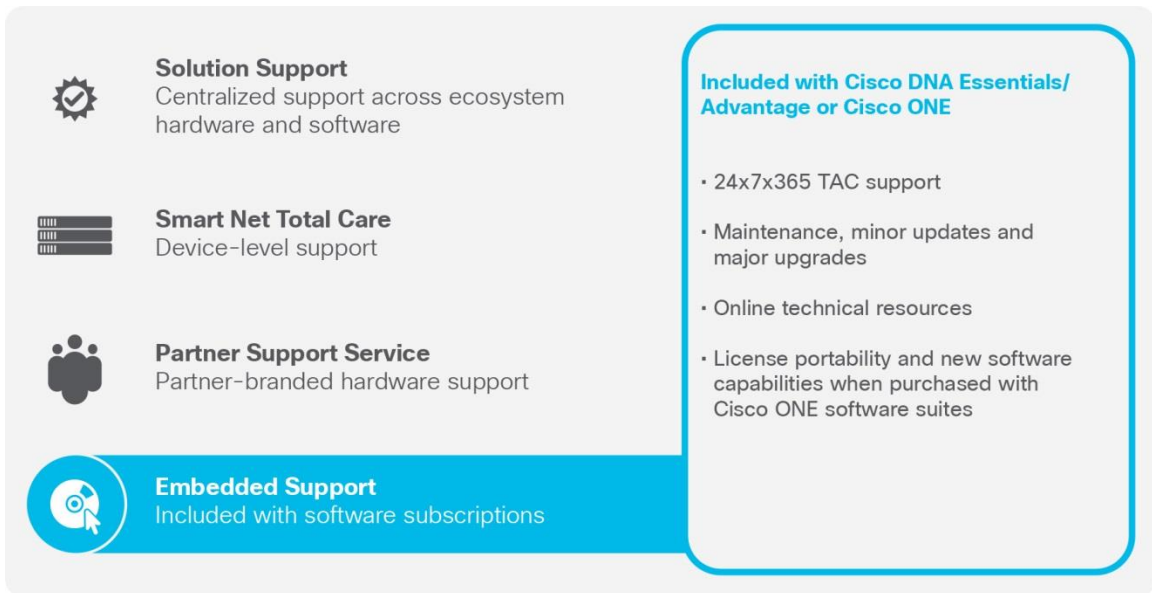 Solution Support
Centralized support across ecosystem
hardware and software
Smart Net Total Care
Device-level support
Partner Support Service
Partner-branded hardware support
Embedded Support
Included with software subscriptions
Included with Cisco DNA Essentials/
Advantage or Cisco ONE
· 24x7x365 TAC support
· Maintenance, minor updates and
major upgrades
· Online technical resources
· License portability and new software
capabilities when purchased with
Cisco ONE software suites